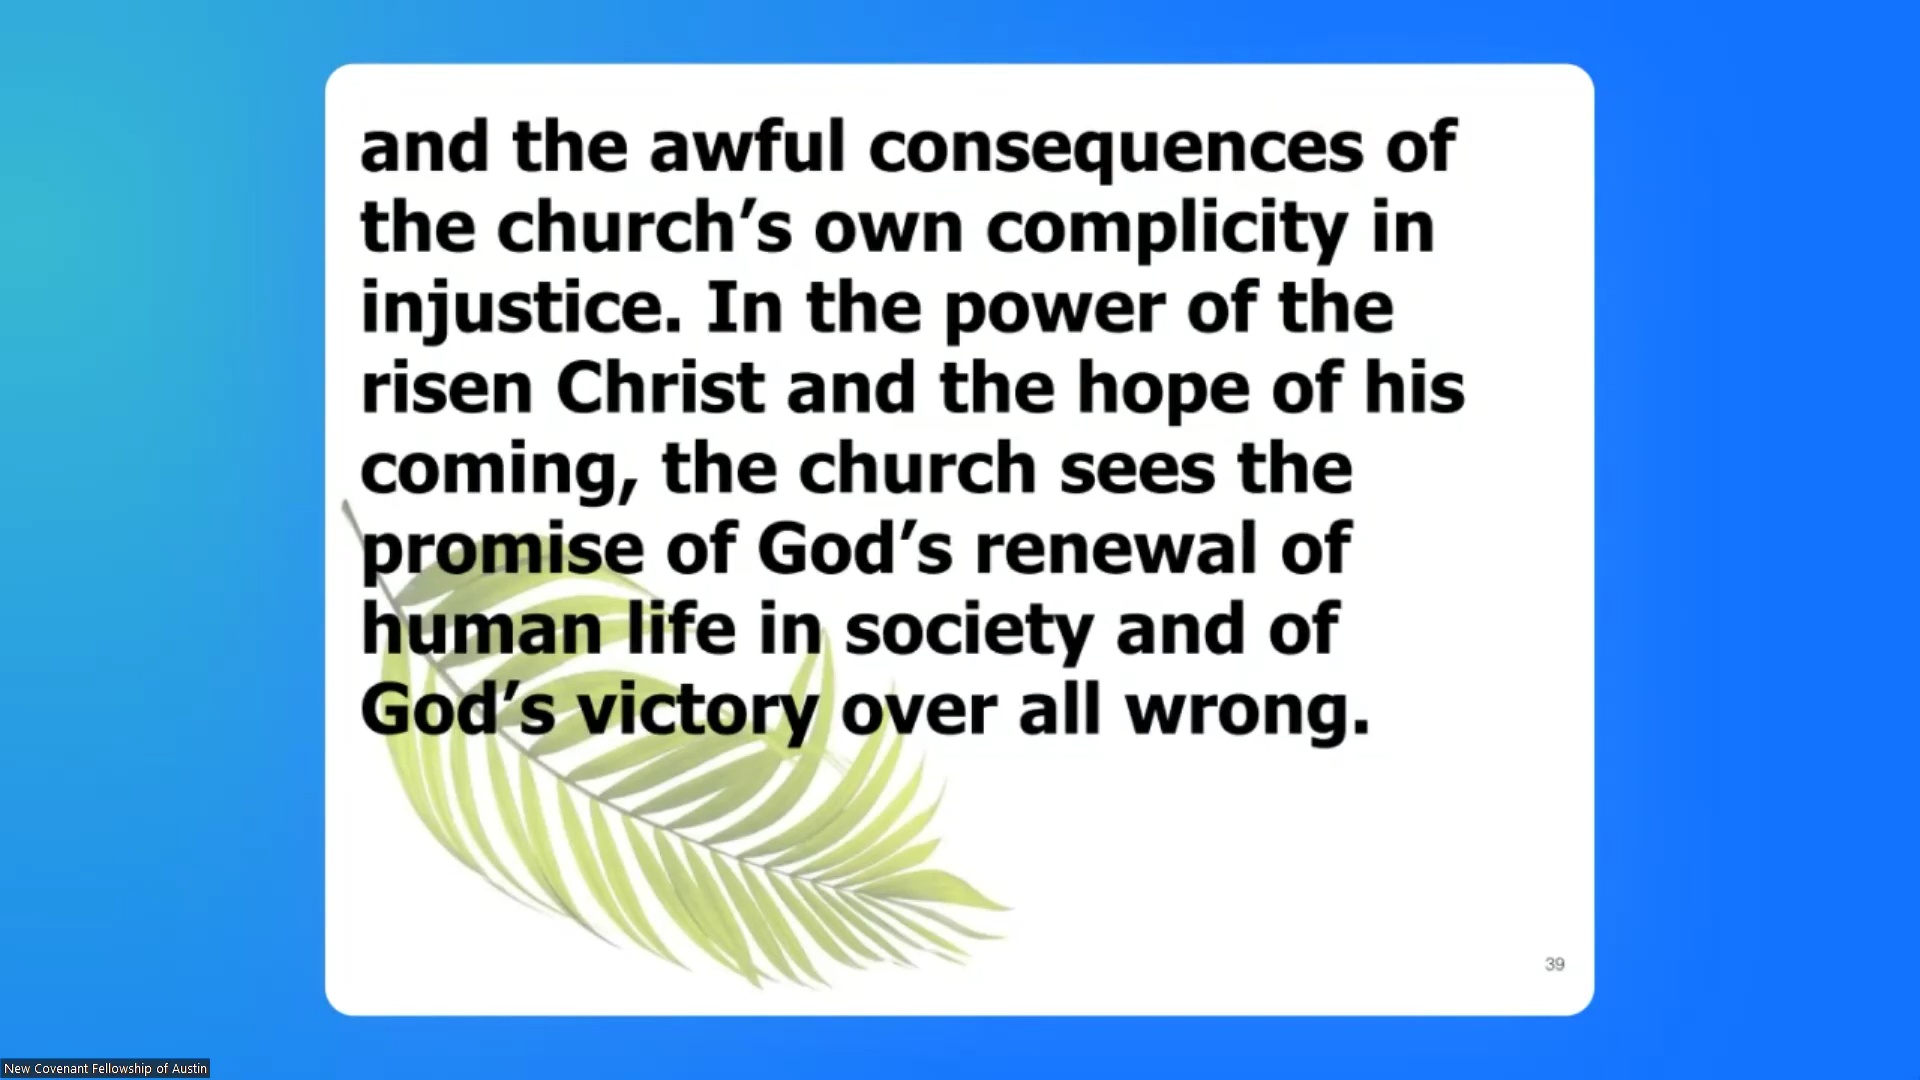 and the awful consequences of
the church’s own complicity in
injustice. In the power of the
risen Christ and the hope of his
coming, the church sees the
promise of God’s renewal of
human life in society and of
God’s victory over all wrong.
39
New Covenant Fellowship of Austin